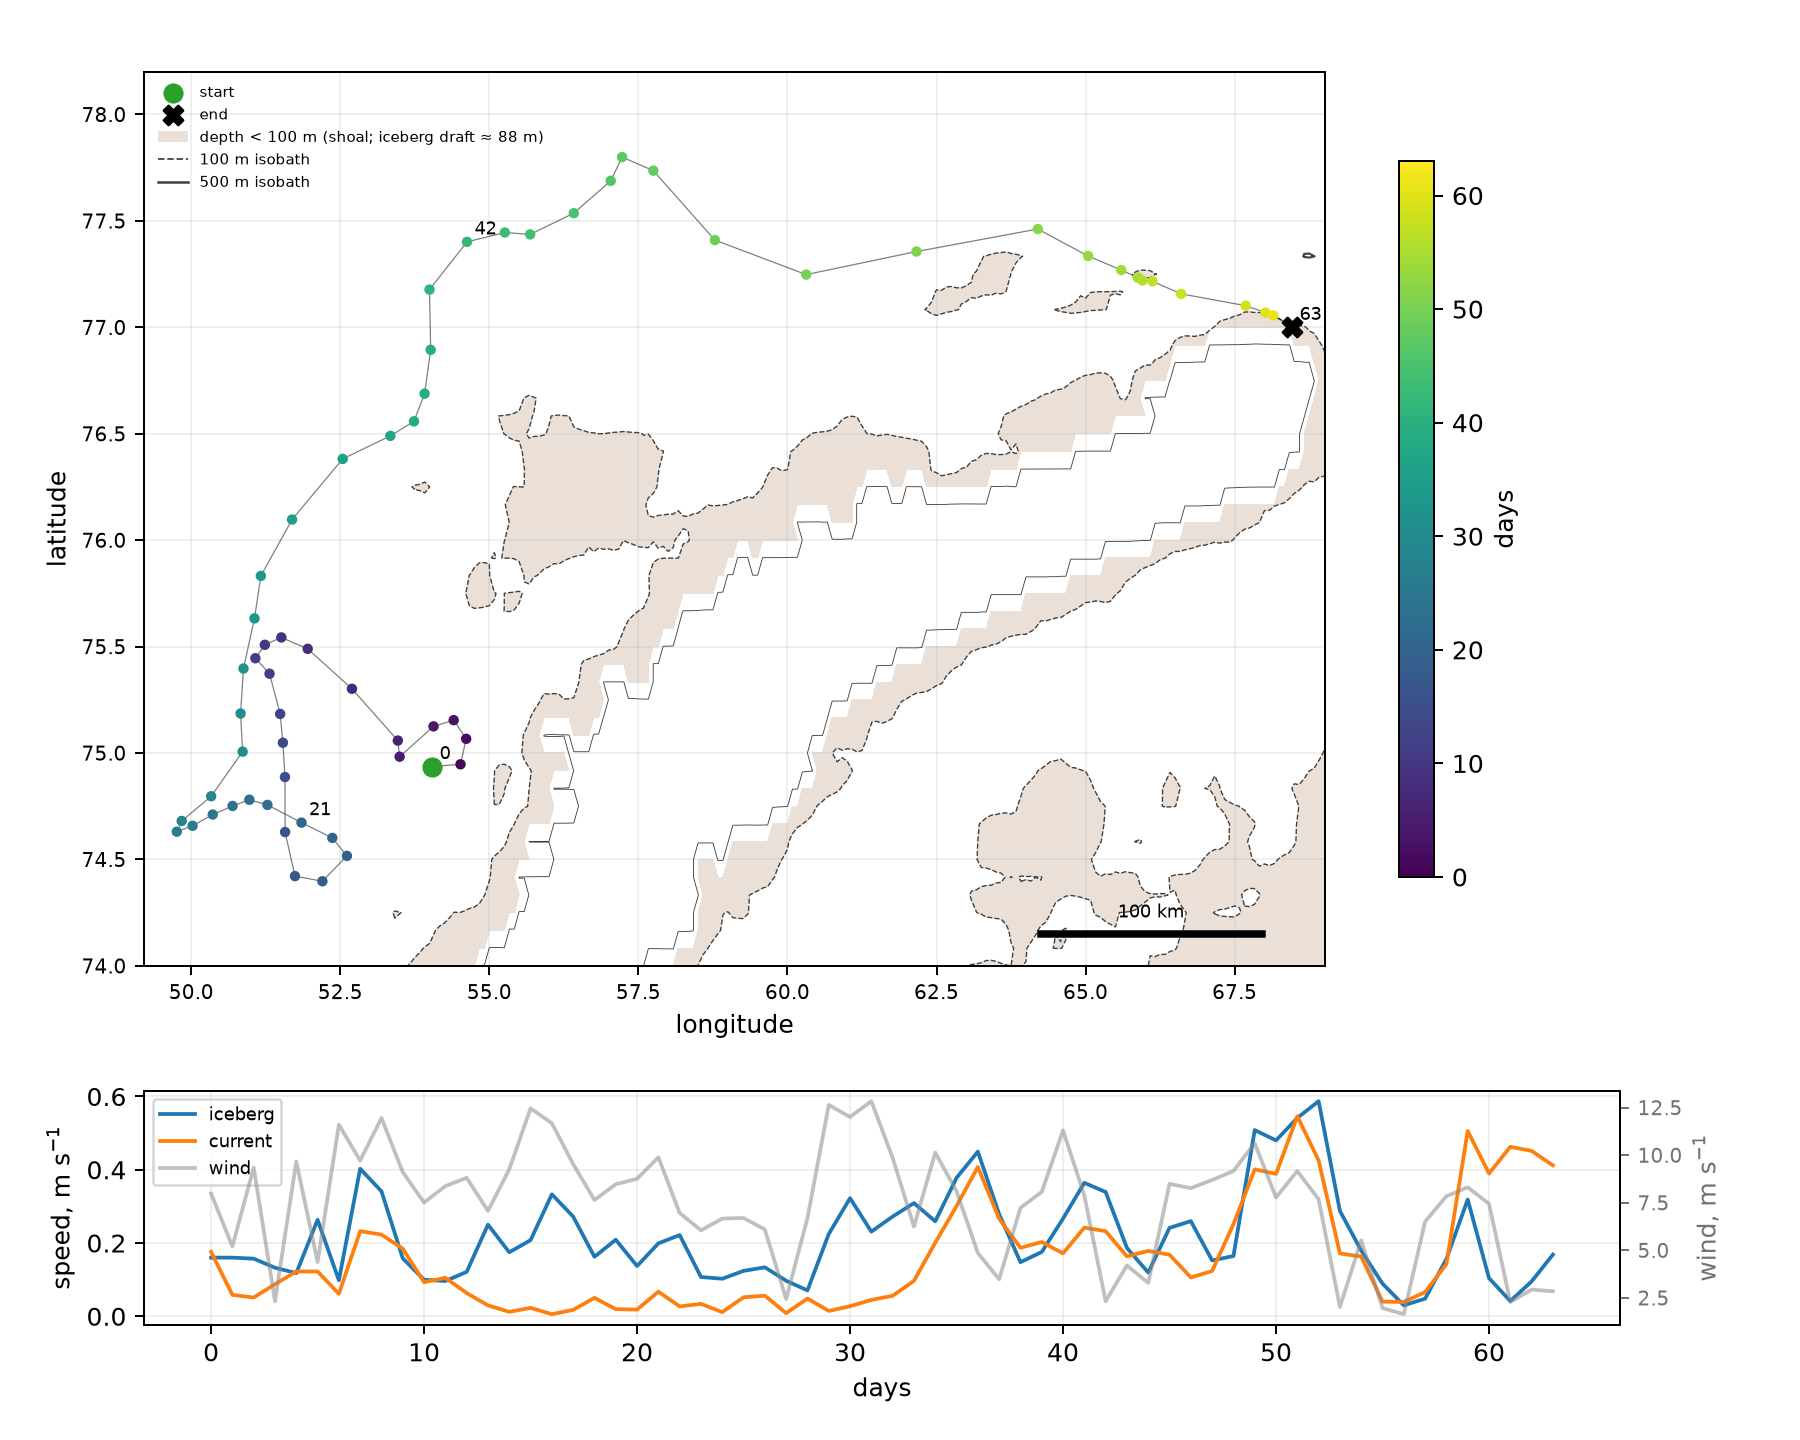 start
end
depth < 100 m (shoal; iceberg draft ≈ 88 m)
100 m isobath
500 m isobath
78.0
77.5
77.0
76.5
76.0
75.5
75.0
74.5
74.0
latitude
42
63
0
21
100 km
50.0 52.5 55.0 57.5 60.0 62.5 65.0 67.5
longitude
60
50
40
30
20
10
0
days
iceberg
current
wind
0.6
0.4
0.2
0.0
speed, m s⁻¹
12.5
10.0
7.5
5.0
2.5
wind, m s⁻¹
0 10 20 30 40 50 60
days